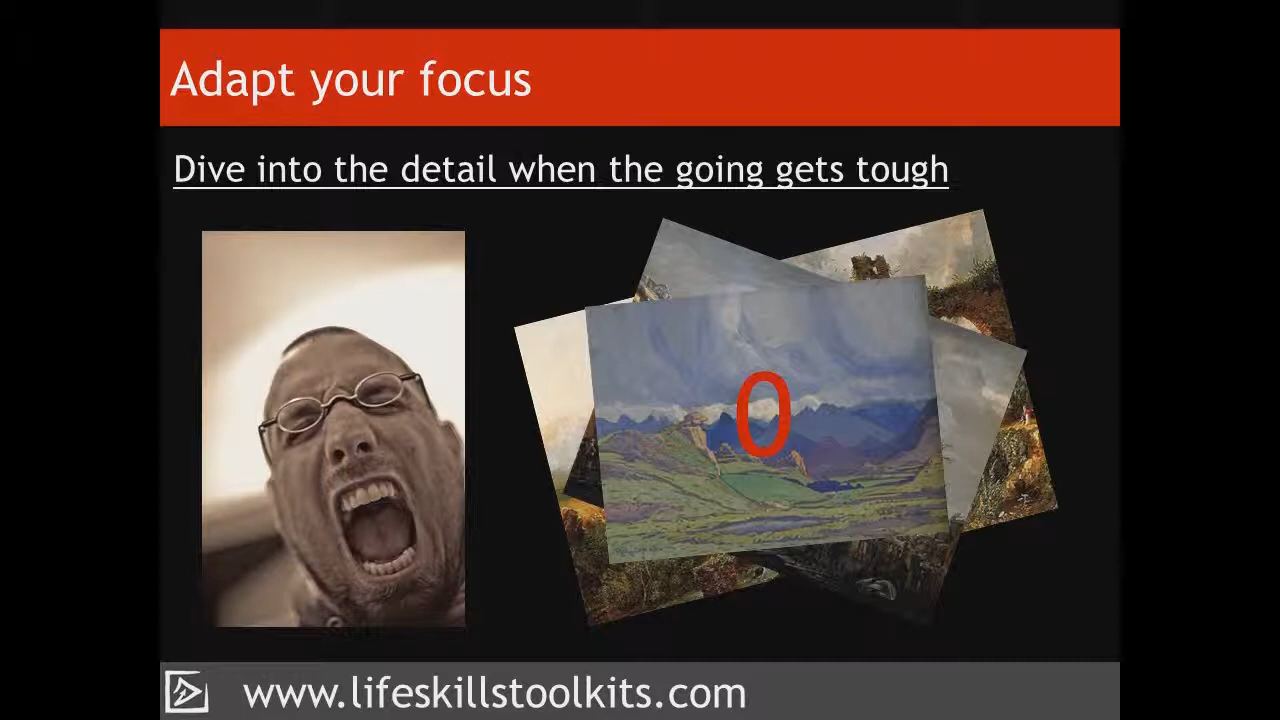 Adapt your focus
Dive into the detail when the going gets tough
0
www.lifeskillstoolkits.com